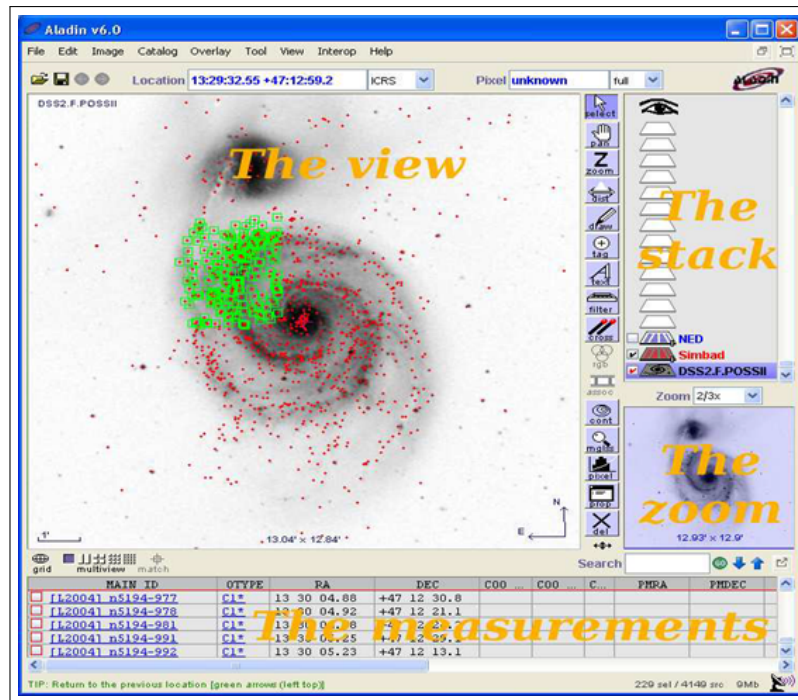 Aladin v6.0
File Edit Image Catalog Overlay Tool View Interop Help
Location 13:29:32.55 +47:12:59.2 ICRS Pixel unknown full
DSS2.F.POSSII
The view
The stack
The zoom
The measurements
select
pan
zoom
dist
draw
tag
text
filter
cross
rgb
assoc
cont
mglss
pixel
prop
del
NED
Simbad
DSS2.F.POSSII
Zoom 2/3x
12.93' x 12.9'
N
E
1'
13.04' x 12.84'
grid multiview match
Search
GO
MAIN ID OTYPE RA DEC COO ... COO ... C... PMRA PMDEC
[L2004] n5194-977 Cl* 13 30 04.88 +47 12 30.8
[L2004] n5194-978 Cl* 13 30 04.92 +47 12 21.1
[L2004] n5194-981 Cl*
[L2004] n5194-991 Cl*
[L2004] n5194-992 Cl* 13 30 05.23 +47 12 13.1
TIP: Return to the previous location [green arrows (left top)]
229 sel / 4149 src 9Mb